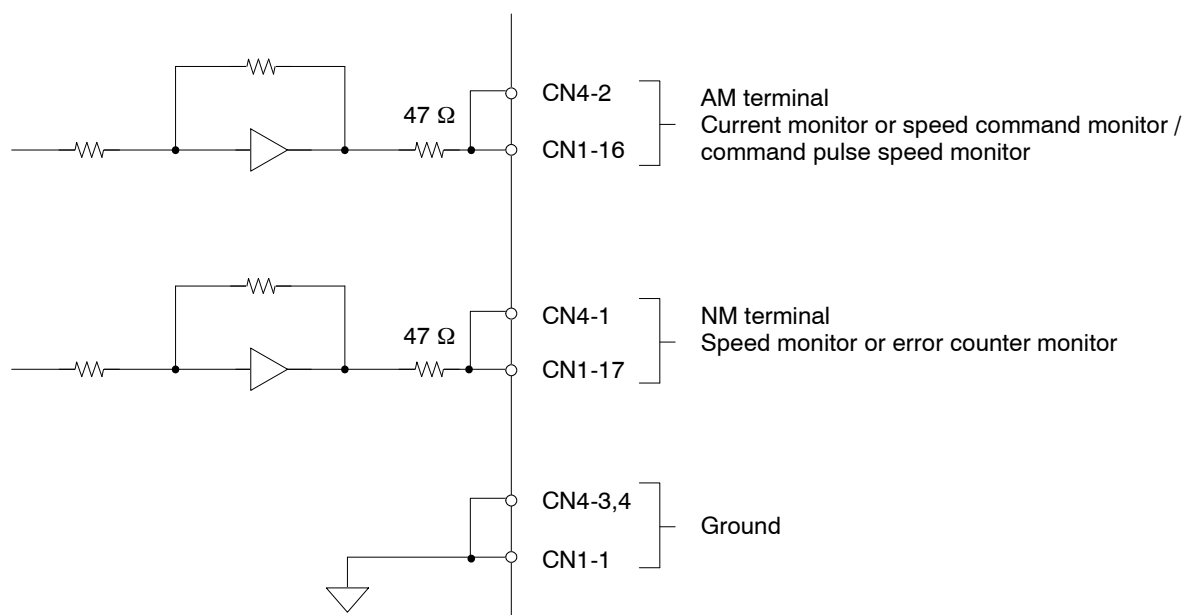 47 Ω
CN4-2
CN1-16
AM terminal
Current monitor or speed command monitor /
command pulse speed monitor
47 Ω
CN4-1
CN1-17
NM terminal
Speed monitor or error counter monitor
CN4-3,4
CN1-1
Ground